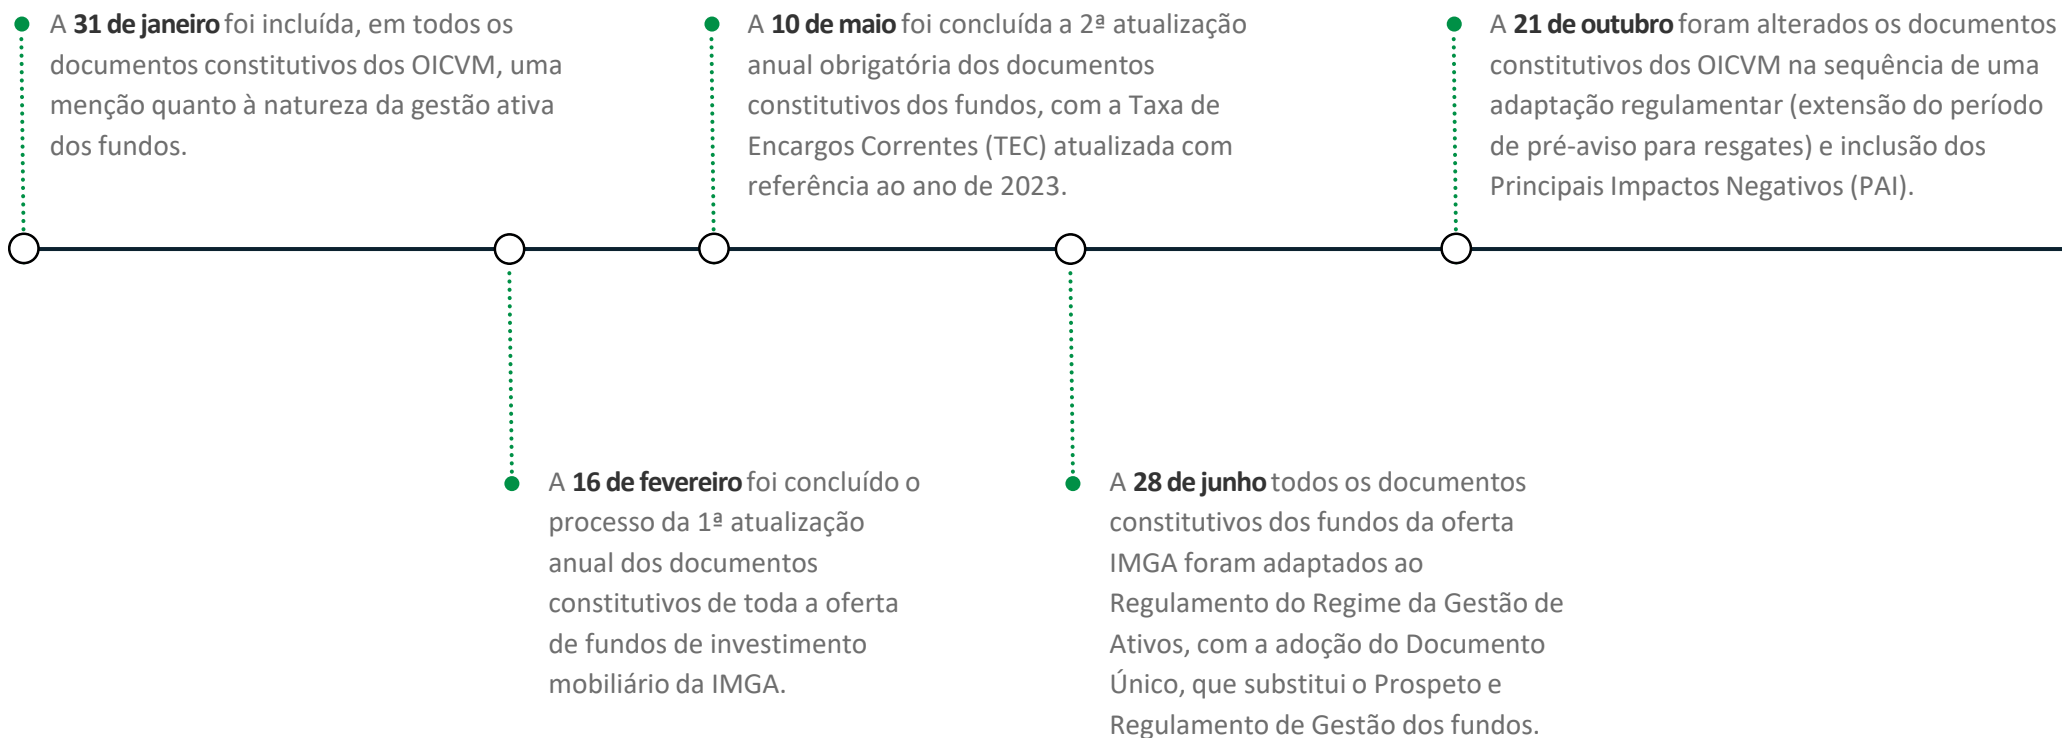 A 31 de janeiro foi incluída, em todos os
documentos constitutivos dos OICVM, uma
menção quanto à natureza da gestão ativa
dos fundos.
A 10 de maio foi concluída a 2ª atualização
anual obrigatória dos documentos
constitutivos dos fundos, com a Taxa de
Encargos Correntes (TEC) atualizada com
referência ao ano de 2023.
A 21 de outubro foram alterados os documentos
constitutivos dos OICVM na sequência de uma
adaptação regulamentar (extensão do período
de pré-aviso para resgates) e inclusão dos
Principais Impactos Negativos (PAI).
A 16 de fevereiro foi concluído o
processo da 1ª atualização
anual dos documentos
constitutivos de toda a oferta
de fundos de investimento
mobiliário da IMGA.
A 28 de junho todos os documentos
constitutivos dos fundos da oferta
IMGA foram adaptados ao
Regulamento do Regime da Gestão de
Ativos, com a adoção do Documento
Único, que substitui o Prospeto e
Regulamento de Gestão dos fundos.